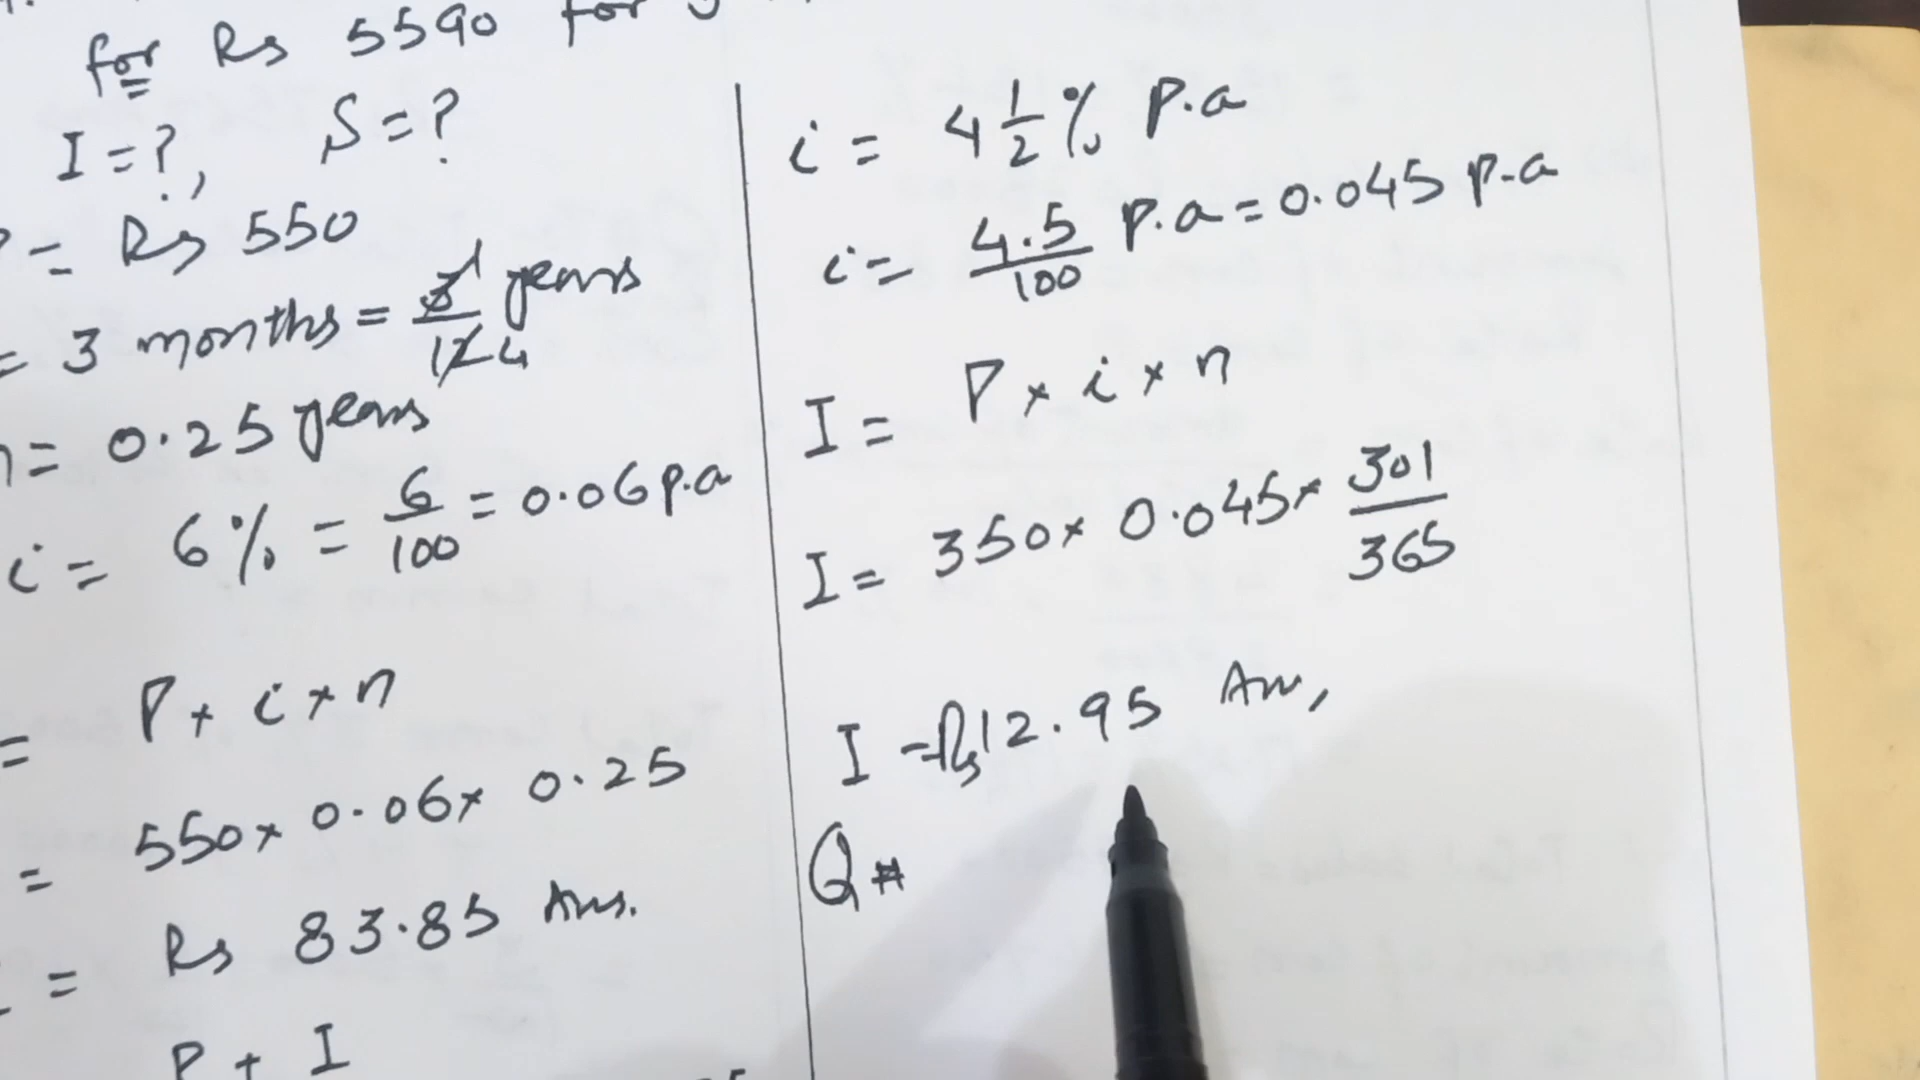 for Rs 5590 for
I = ?, S = ?
= Rs 550
= 3 months = 3/12 1/4 years
n = 0.25 years
i = 6% = 6/100 = 0.06 p.a
= P × i × n
= 550 × 0.06 × 0.25
= Rs 83.85 Ans.
P + I
i = 4 1/2 % P.a
i = 4.5/100 P.a = 0.045 P.a
I = P × i × n
I = 350 × 0.045 × 301/365
I = Rs 12.95 Ans,
Q#